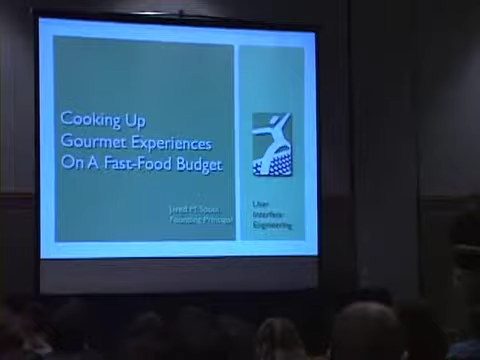 Cooking Up
Gourmet Experiences
On A Fast-Food Budget
Jared M. Spool
Founding Principal
User
Interface
Engineering